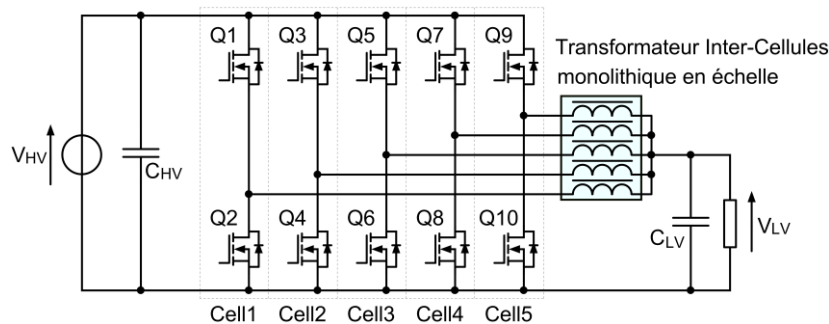 Q1 Q3 Q5 Q7 Q9
Transformateur Inter-Cellules
monolithique en échelle
VHV
CHV
Q2 Q4 Q6 Q8 Q10
CLV
VLV
Cell1 Cell2 Cell3 Cell4 Cell5